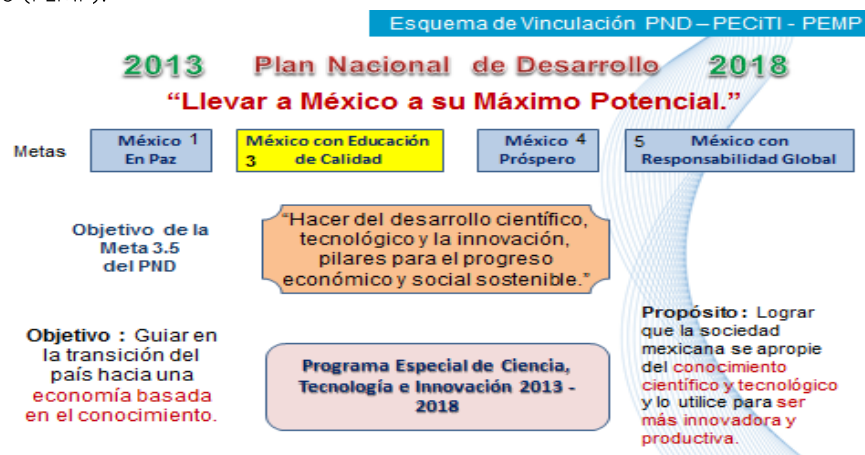 Esquema de Vinculación PND – PECiTI - PEMP
2013 Plan Nacional de Desarrollo 2018
“Llevar a México a su Máximo Potencial.”
Metas
México 1
En Paz
México con Educación
3 de Calidad
México 4
Próspero
5 México con
Responsabilidad Global
Objetivo de la
Meta 3.5
del PND
“Hacer del desarrollo científico,
tecnológico y la innovación,
pilares para el progreso
económico y social sostenible.”
Objetivo : Guiar en
la transición del
país hacia una
economía basada
en el conocimiento.
Programa Especial de Ciencia,
Tecnología e Innovación 2013 -
2018
Propósito : Lograr
que la sociedad
mexicana se apropie
del conocimiento
científico y tecnológico
y lo utilice para ser
más innovadora y
productiva.